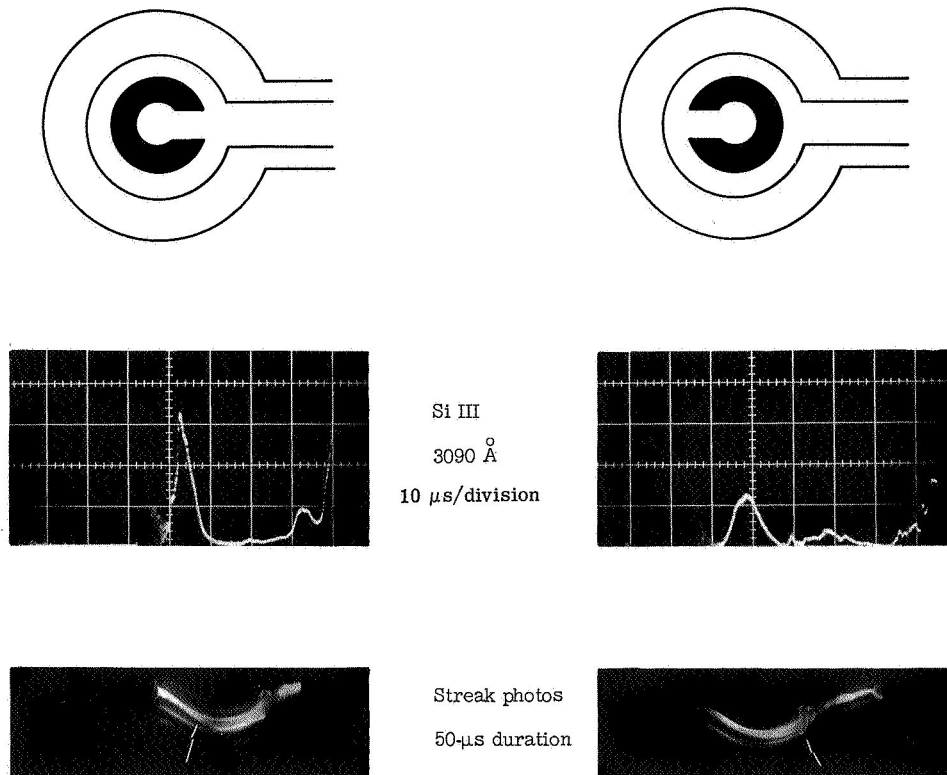 Si III
3090 Å
10 μs/division
Streak photos
50-μs duration